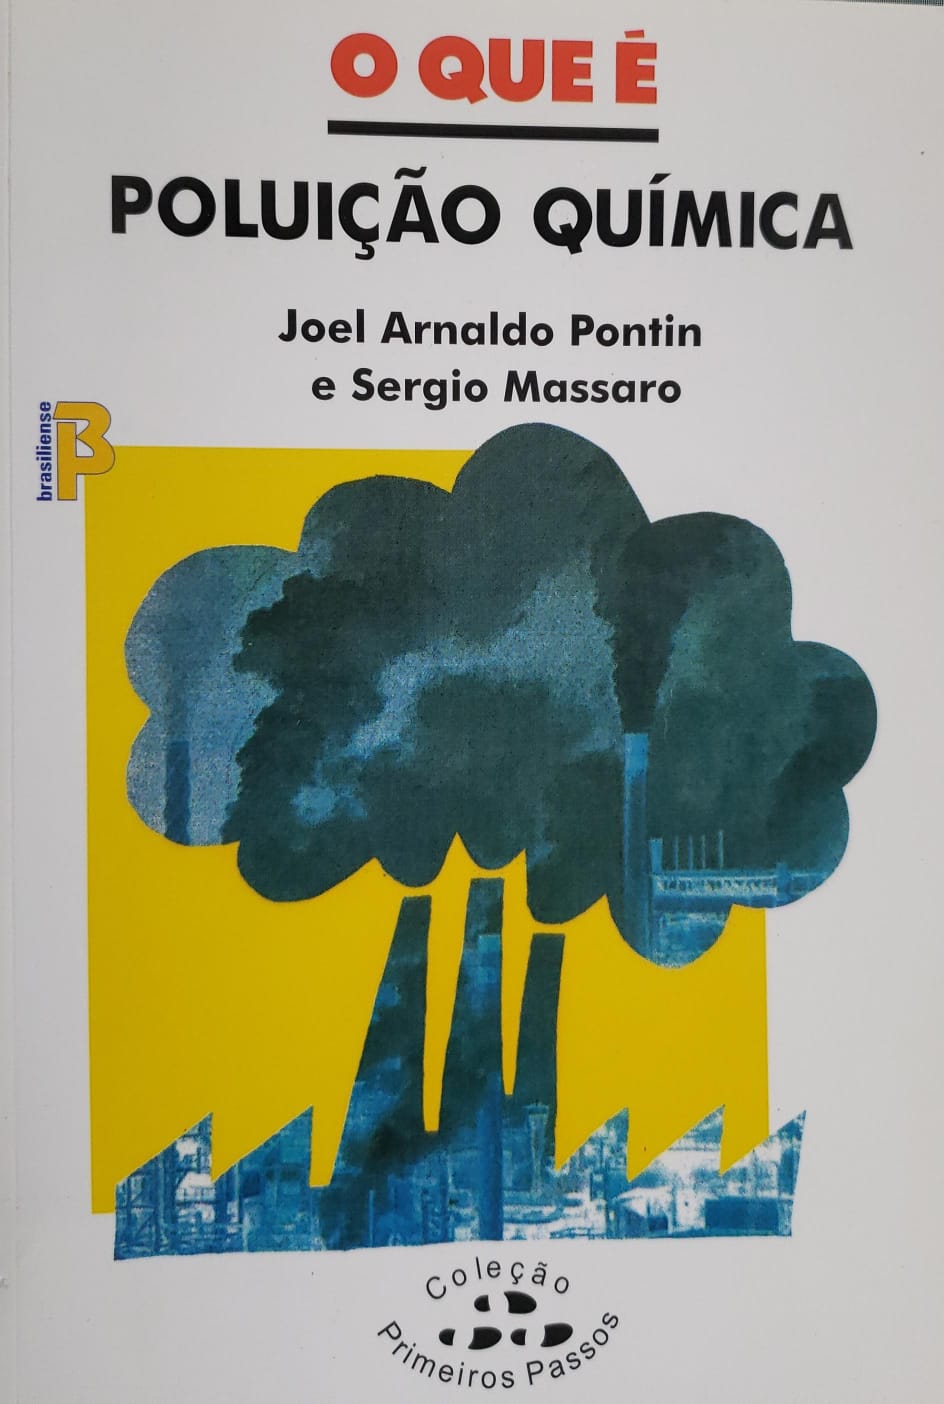 O QUE É
POLUIÇÃO QUÍMICA
Joel Arnaldo Pontin
e Sergio Massaro
brasiliense
Coleção
Primeiros Passos